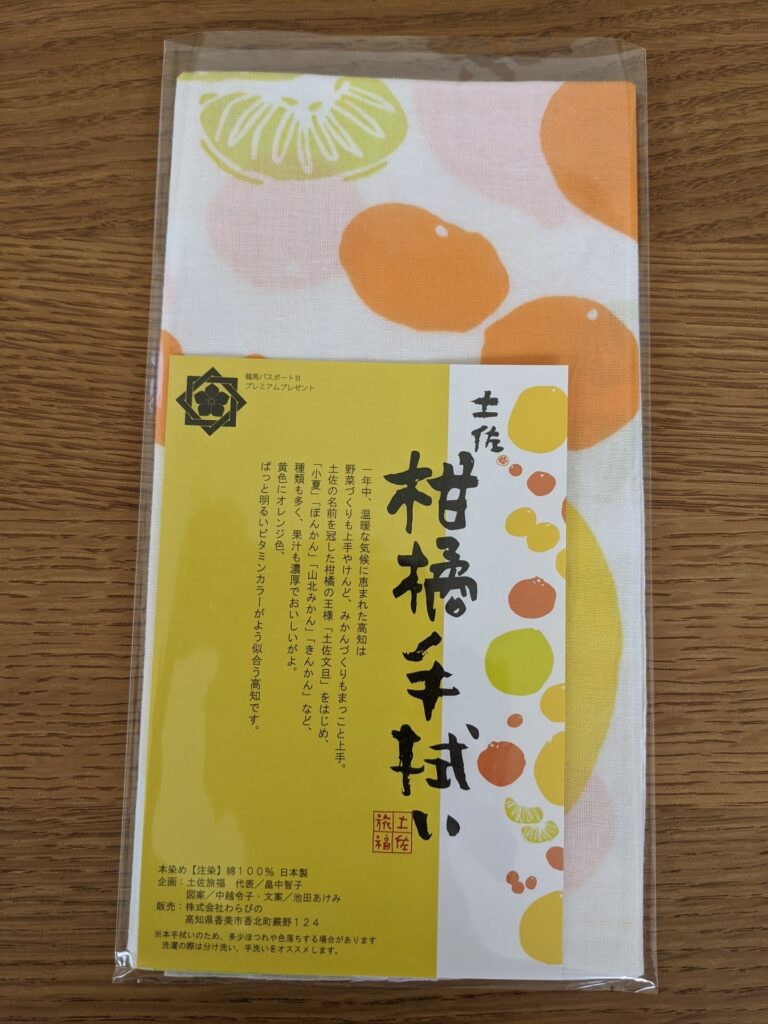 龍馬パスポートⅢ
プレミアムプレゼント
土佐
柑橘手拭い
土佐
旅福
一年中、温暖な気候に恵まれた高知は
野菜づくりも上手やけんど、みかんづくりもまっこと上手。
土佐の名前を冠した柑橘の王様「土佐文旦」をはじめ、
「小夏」「ぽんかん」「山北みかん」「きんかん」など、
種類も多く、果汁も濃厚でおいしいがよ。
黄色にオレンジ色、
ぱっと明るいビタミンカラーがよう似合う高知です。
本染め【注染】綿100% 日本製
企画：土佐旅福 代表／畠中智子
図案／中越令子・文案／池田あけみ
販売：株式会社わらびの
高知県香美市香北町蕨野124
※本手拭いのため、多少ほつれや色落ちする場合があります
洗濯の際は分け洗い、手洗いをオススメします。